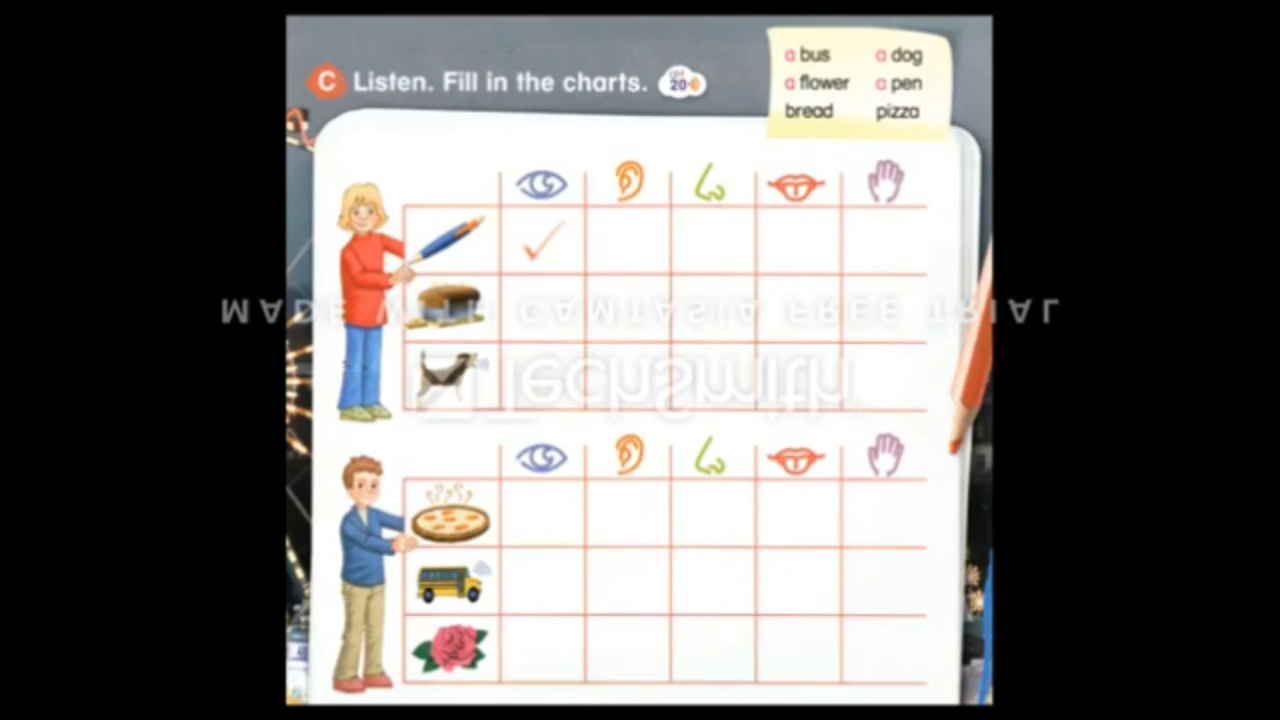 C Listen. Fill in the charts. 20
a bus a dog
a flower a pen
bread pizza
MADE WITH CAMTASIA FREE TRIAL
TechSmith